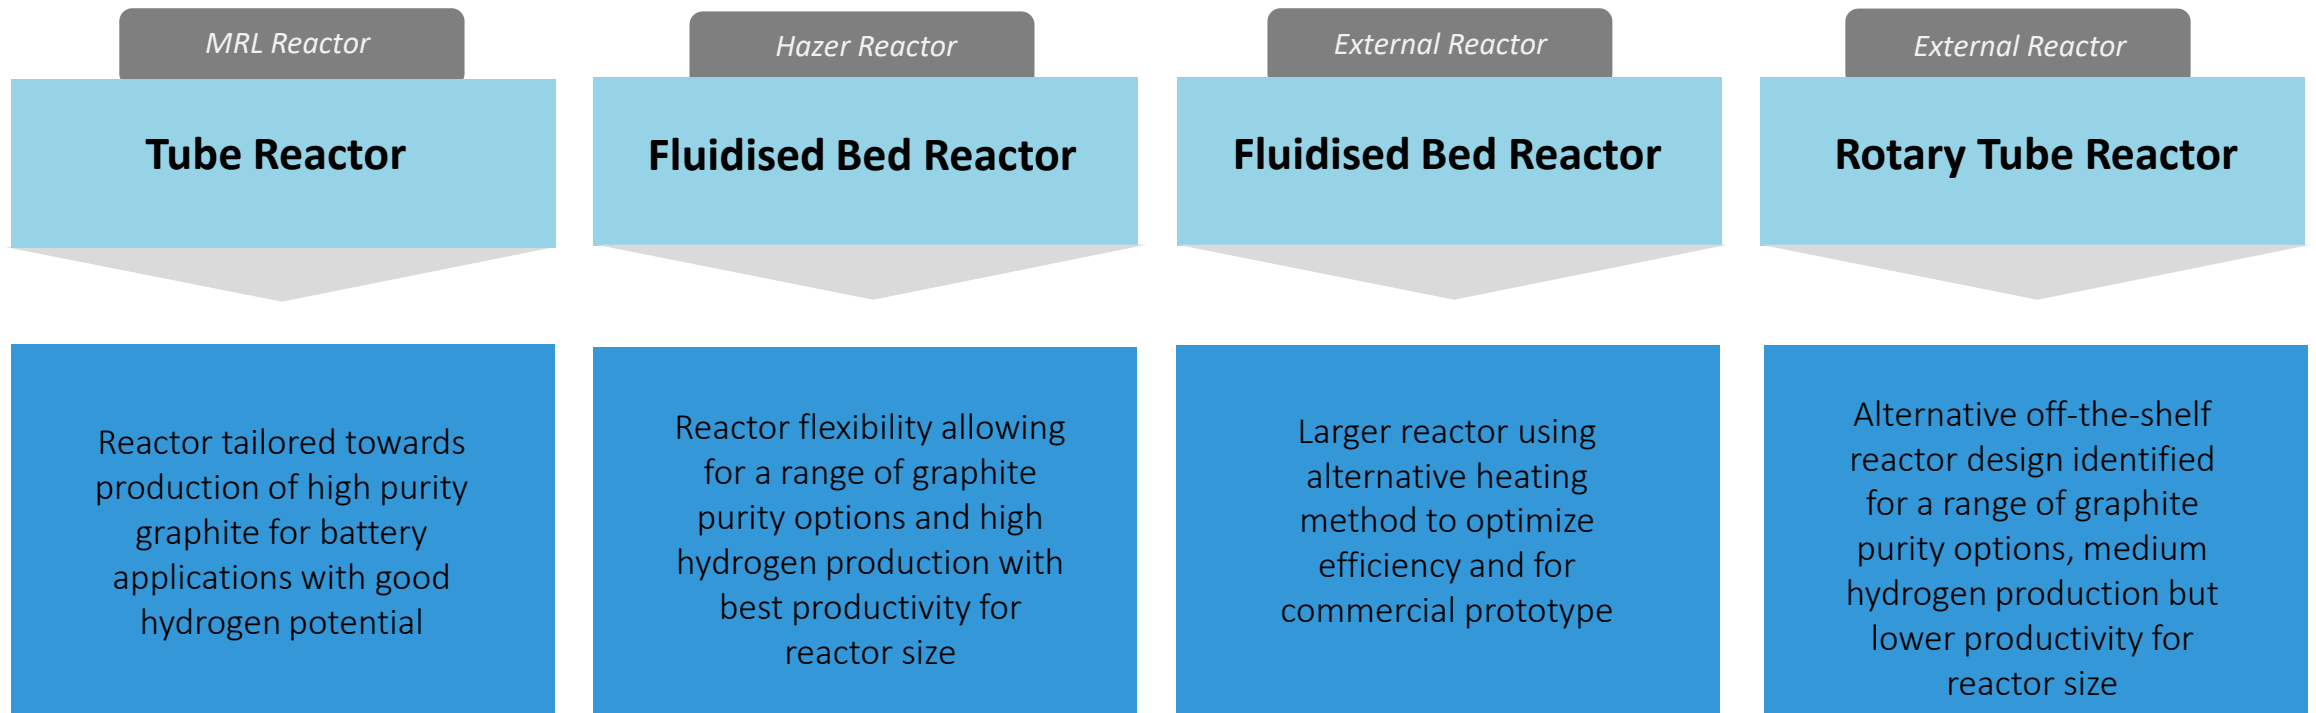 MRL Reactor
Tube Reactor
Reactor tailored towards
production of high purity
graphite for battery
applications with good
hydrogen potential
Hazer Reactor
Fluidised Bed Reactor
Reactor flexibility allowing
for a range of graphite
purity options and high
hydrogen production with
best productivity for
reactor size
External Reactor
Fluidised Bed Reactor
Larger reactor using
alternative heating
method to optimize
efficiency and for
commercial prototype
External Reactor
Rotary Tube Reactor
Alternative off-the-shelf
reactor design identified
for a range of graphite
purity options, medium
hydrogen production but
lower productivity for
reactor size